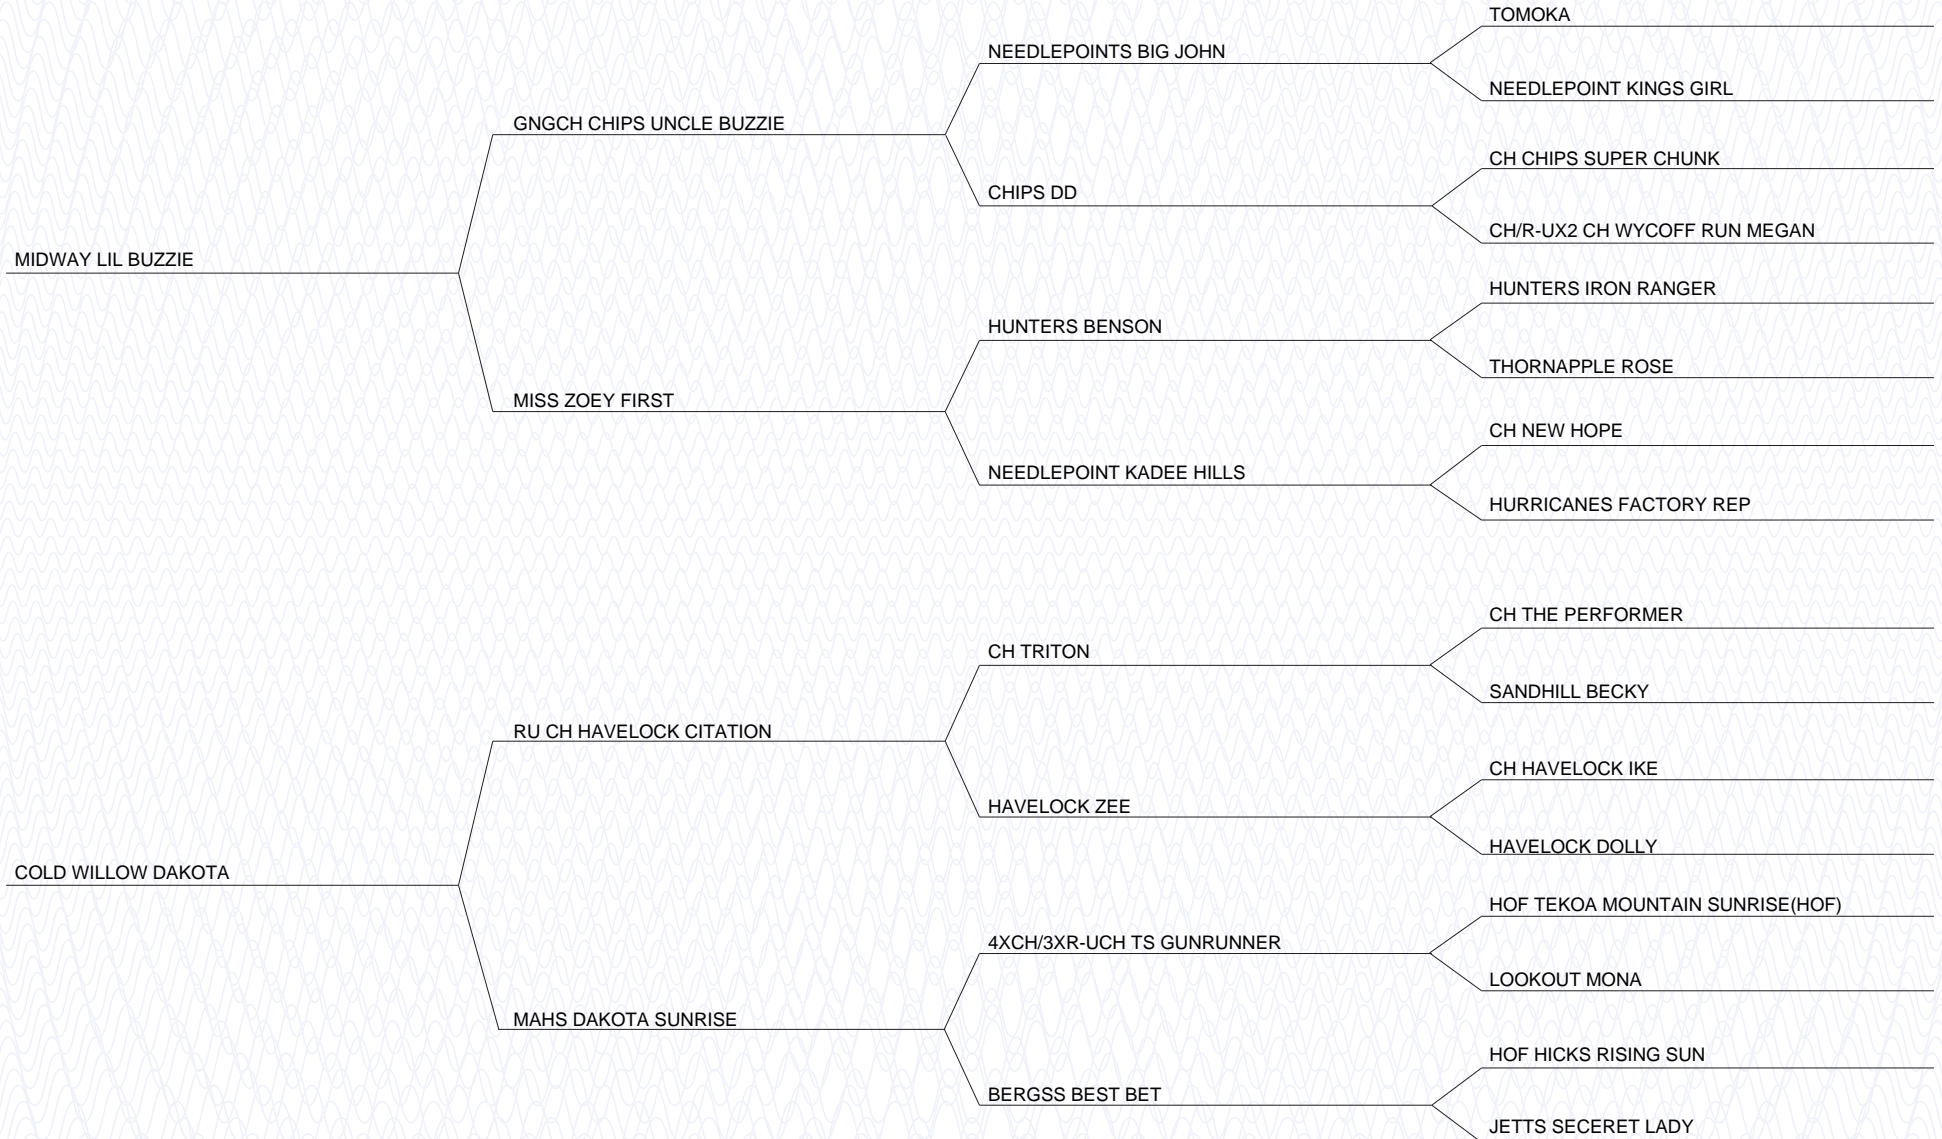 TOMOKA
NEEDLEPOINTS BIG JOHN
NEEDLEPOINT KINGS GIRL
GNGCH CHIPS UNCLE BUZZIE
CH CHIPS SUPER CHUNK
CHIPS DD
CH/R-UX2 CH WYCOFF RUN MEGAN
MIDWAY LIL BUZZIE
HUNTERS IRON RANGER
HUNTERS BENSON
THORNAPPLE ROSE
MISS ZOEY FIRST
CH NEW HOPE
NEEDLEPOINT KADEE HILLS
HURRICANES FACTORY REP
CH THE PERFORMER
CH TRITON
SANDHILL BECKY
RU CH HAVELOCK CITATION
CH HAVELOCK IKE
HAVELOCK ZEE
HAVELOCK DOLLY
COLD WILLOW DAKOTA
HOF TEKOA MOUNTAIN SUNRISE(HOF)
4XCH/3XR-UCH TS GUNRUNNER
LOOKOUT MONA
MAHS DAKOTA SUNRISE
HOF HICKS RISING SUN
BERGSS BEST BET
JETTS SECERET LADY